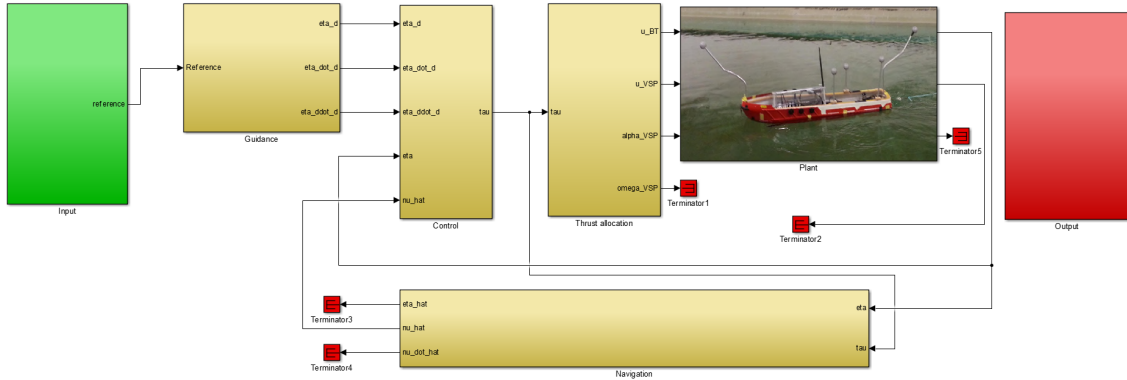 reference
Input
Reference
eta_d
eta_dot_d
eta_ddot_d
Guidance
eta_d
eta_dot_d
eta_ddot_d
eta
nu_hat
tau
Control
tau
u_BT
u_VSP
alpha_VSP
omega_VSP
Thrust allocation
Terminator1
Plant
Terminator5
Terminator2
Output
Terminator3
Terminator4
eta_hat
nu_hat
nu_dot_hat
eta
tau
Navigation